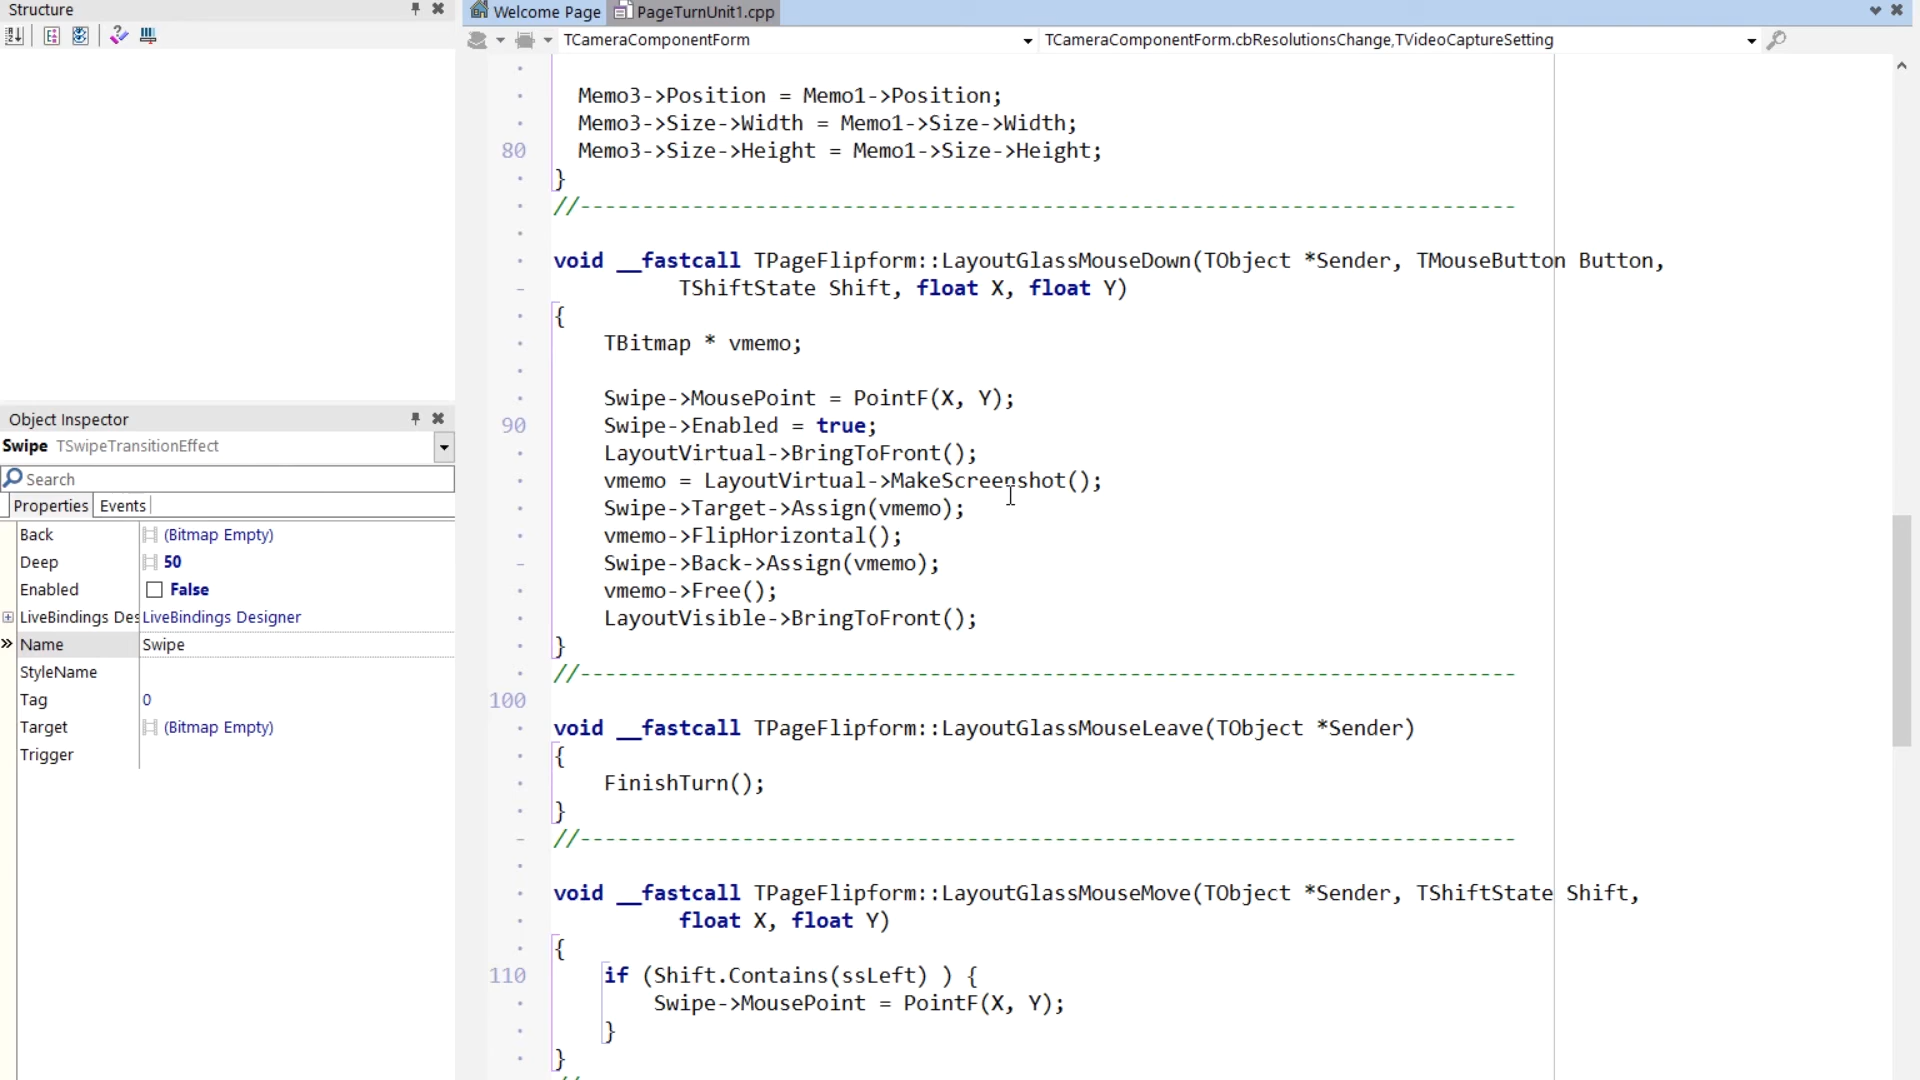 Structure
Welcome Page
PageTurnUnit1.cpp
TCameraComponentForm
TCameraComponentForm.cbResolutionsChange,TVideoCaptureSetting
Memo3->Position = Memo1->Position;
Memo3->Size->Width = Memo1->Size->Width;
80 Memo3->Size->Height = Memo1->Size->Height;
}
//---------------------------------------------------------------------------
void __fastcall TPageFlipform::LayoutGlassMouseDown(TObject *Sender, TMouseButton Button,
TShiftState Shift, float X, float Y)
{
TBitmap * vmemo;
Swipe->MousePoint = PointF(X, Y);
90 Swipe->Enabled = true;
LayoutVirtual->BringToFront();
vmemo = LayoutVirtual->MakeScreenshot();
Swipe->Target->Assign(vmemo);
vmemo->FlipHorizontal();
Swipe->Back->Assign(vmemo);
vmemo->Free();
LayoutVisible->BringToFront();
}
//---------------------------------------------------------------------------
100
void __fastcall TPageFlipform::LayoutGlassMouseLeave(TObject *Sender)
{
FinishTurn();
}
//---------------------------------------------------------------------------
void __fastcall TPageFlipform::LayoutGlassMouseMove(TObject *Sender, TShiftState Shift,
float X, float Y)
{
110 if (Shift.Contains(ssLeft) ) {
Swipe->MousePoint = PointF(X, Y);
}
}
Object Inspector
Swipe TSwipeTransitionEffect
Search
Properties Events
Back (Bitmap Empty)
Deep 50
Enabled False
LiveBindings Des LiveBindings Designer
Name Swipe
StyleName
Tag 0
Target (Bitmap Empty)
Trigger